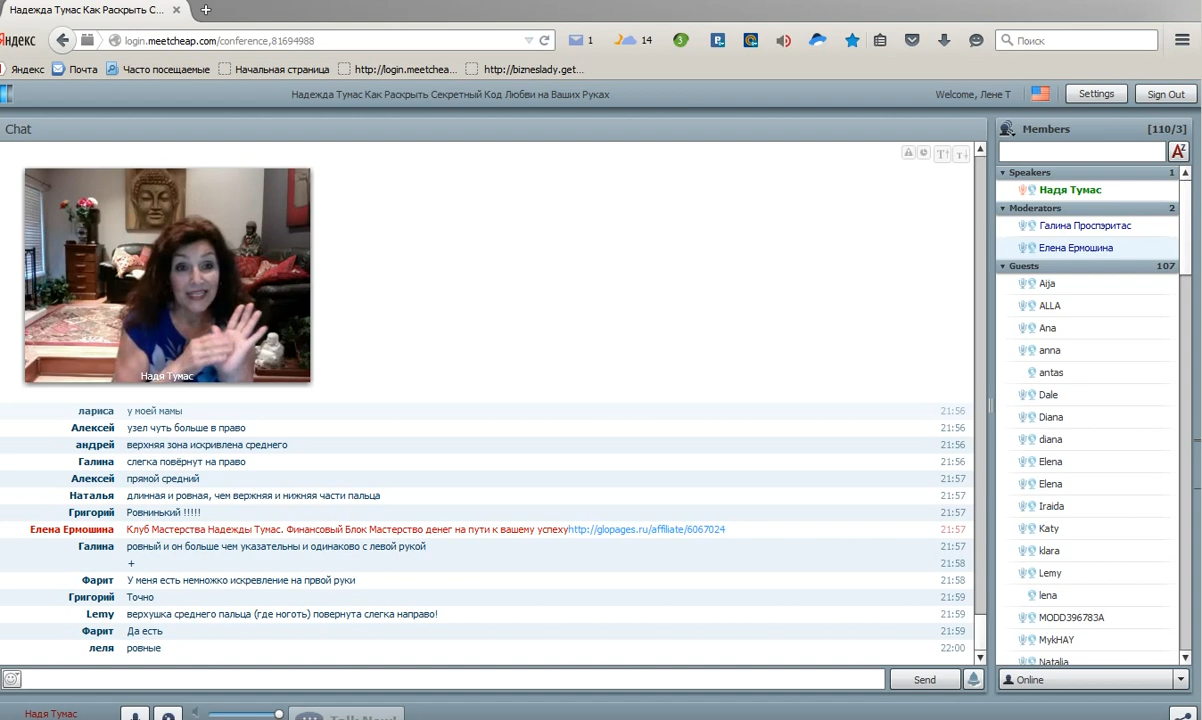 Надежда Тумас Как Раскрыть С...
Яндекс
login.meetcheap.com/conference,81694988
1
14
3
Поиск
Яндекс Почта Часто посещаемые Начальная страница http://login.meetchea... http://bizneslady.get...
Надежда Тумас Как Раскрыть Секретный Код Любви на Ваших Руках
Welcome, Лене Т
Settings
Sign Out
Chat
Надя Тумас
лариса у моей мамы 21:56
Алексей узел чуть больше в право 21:56
андрей верхняя зона искривлена среднего 21:56
Галина слегка повёрнут на право 21:56
Алексей прямой средний 21:56
Наталья длинная и ровная, чем вержняя и нижняя части пальца 21:57
Григорий Ровнинький !!!!! 21:57
Елена Ермошина Клуб Мастерства Надежды Тумас. Финансовый Блок Мастерство денег на пути к вашему успехуhttp://glopages.ru/affiliate/6067024 21:57
Галина ровный и он больше чем указательны и одинаково с левой рукой 21:57
+ 21:58
Фарит У меня есть немножко искревление на првой руки 21:58
Григорий Точно 21:59
Lemy верхушка среднего пальца (где ноготь) повернута слегка направо! 21:59
Фарит Да есть 21:59
леля ровные 22:00
Send
Надя Тумас
Talk Now!
Members [110/3]
Speakers 1
Надя Тумас
Moderators 2
Галина Проспэритас
Елена Ермошина
Guests 107
Aija
ALLA
Ana
anna
antas
Dale
Diana
diana
Elena
Elena
Iraida
Katy
klara
Lemy
lena
MODD396783A
MykHAY
Natalia
Online